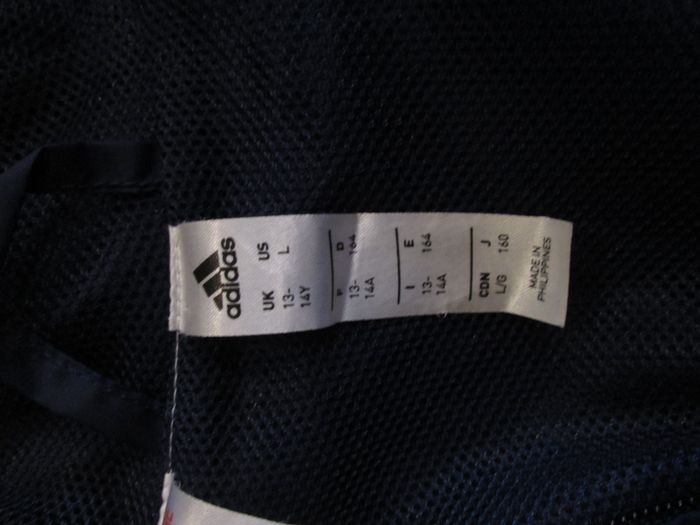 adidas
UK US
13-14Y L
F D
13-14A 164
I E
13-14A 164
CDN J
L/G 160
MADE IN
PHILIPPINES